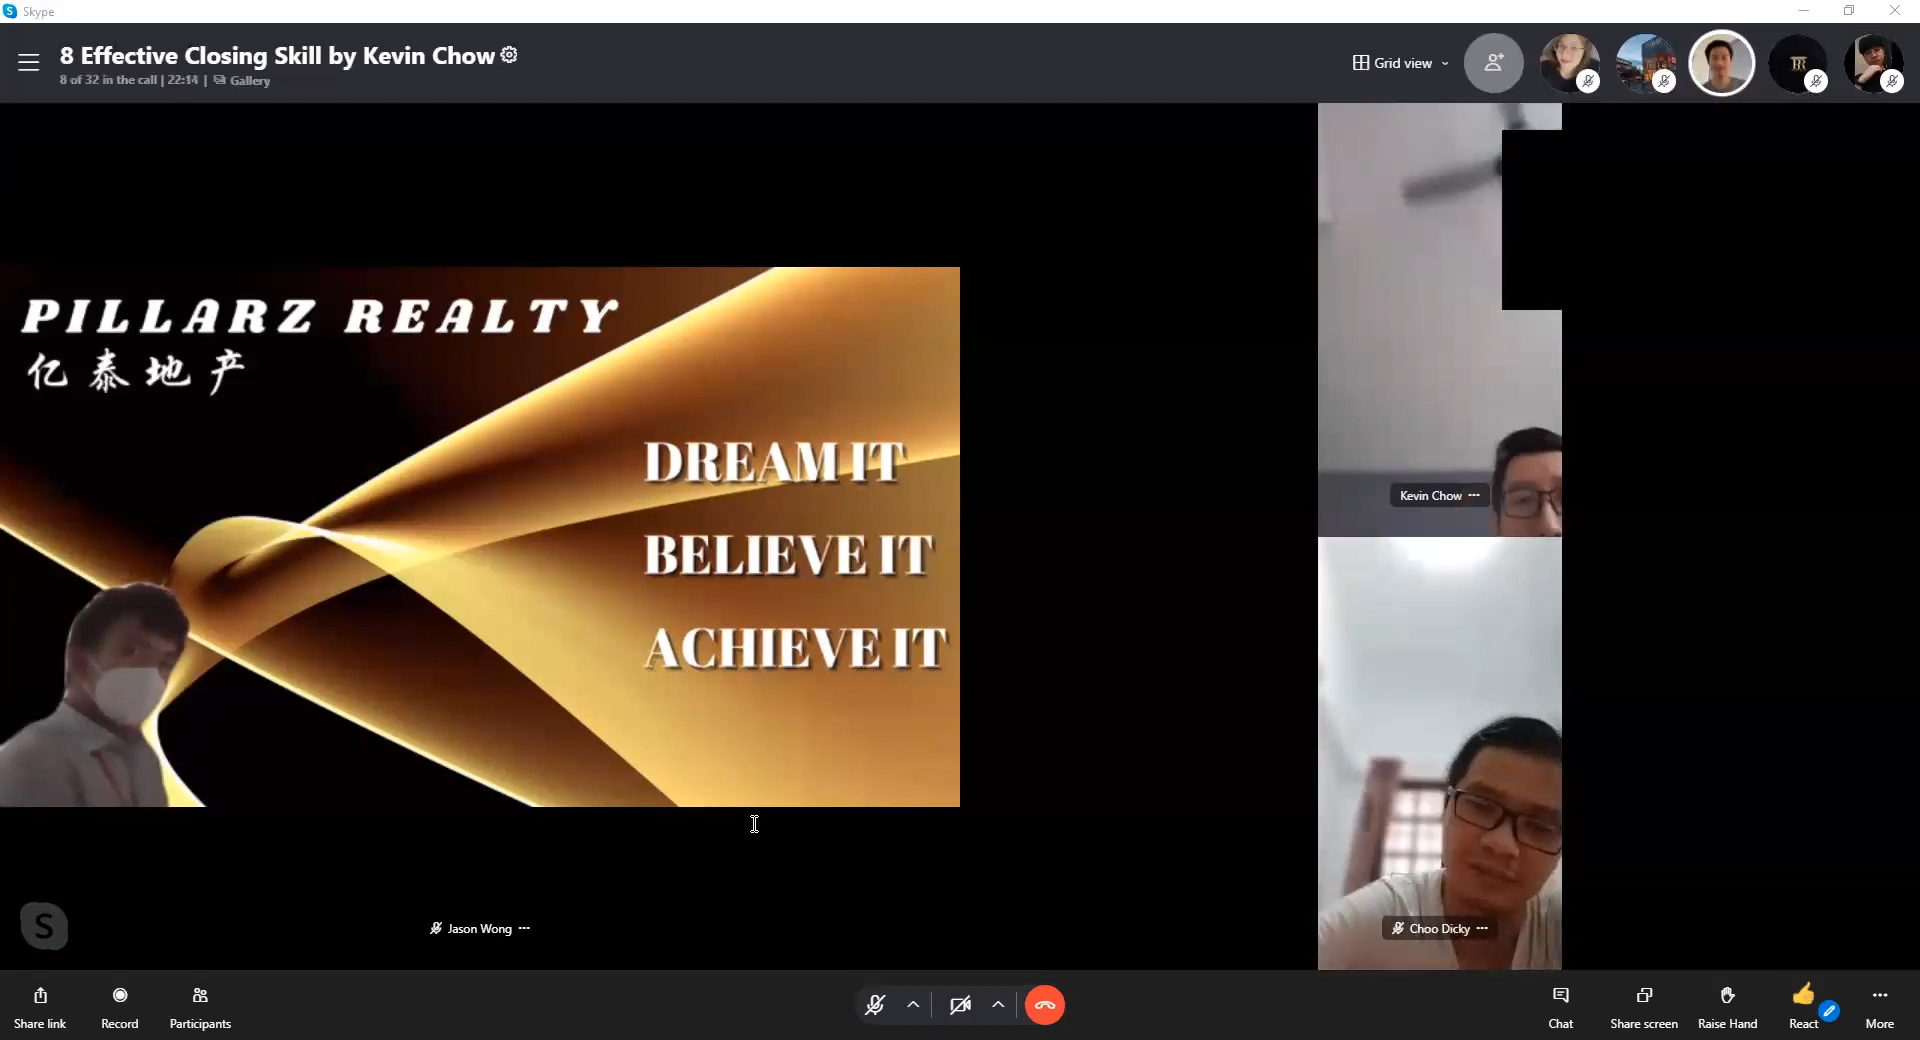 Skype
8 Effective Closing Skill by Kevin Chow
8 of 32 in the call | 22:14 | Gallery
Grid view
PILLARZ REALTY
亿泰地产
DREAM IT
BELIEVE IT
ACHIEVE IT
Kevin Chow
Jason Wong
Choo Dicky
Share link
Record
Participants
Chat
Share screen
Raise Hand
React
More